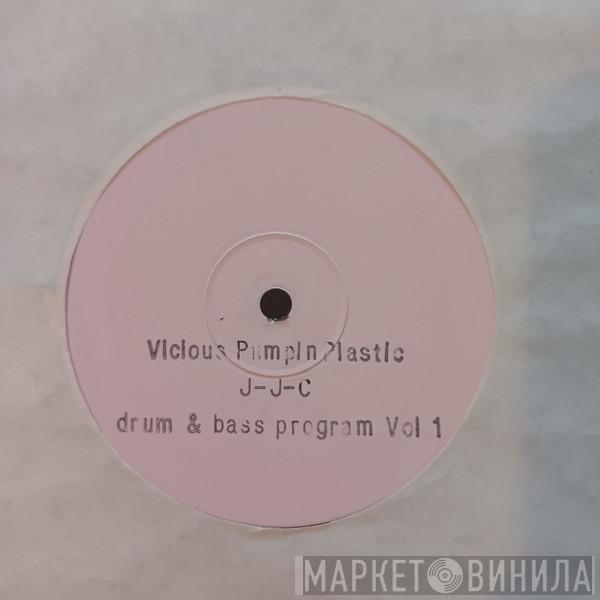 Vicious Pumpin Plastic
J-J-C
drum & bass program Vol 1
МАРКЕТ ВИНИЛА